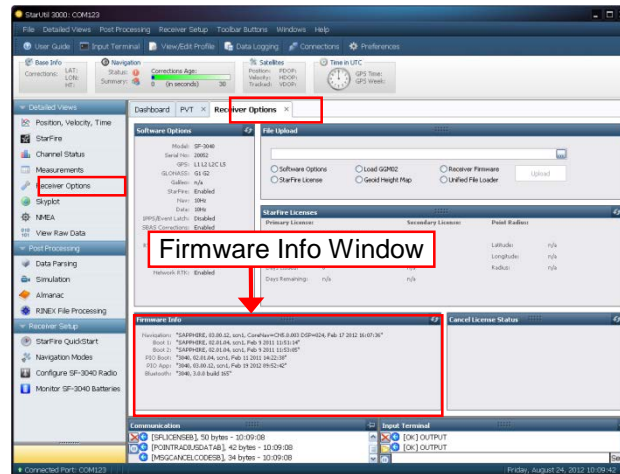 StarUtil 3000: COM123
File Detailed Views Post Processing Receiver Setup Toolbar Buttons Windows Help
User Guide Input Terminal View/Edit Profile Data Logging Connections Preferences
Base Info
Corrections: LAT:
LON:
HT:
Navigation
Status:
Summary:
Corrections Age:
0 (in seconds) 30
Satellites
Position: PDOP:
Velocity: HDOP:
Tracked: VDOP:
Time in UTC
GPS Time:
GPS Week:
Detailed Views
Position, Velocity, Time
StarFire
Channel Status
Measurements
Receiver Options
Skyplot
NMEA
View Raw Data
Post Processing
Data Parsing
Simulation
Almanac
RINEX File Processing
Receiver Setup
StarFire QuickStart
Navigation Modes
Configure SF-3040 Radio
Monitor SF-3040 Batteries
Dashboard PVT × Receiver Options ×
Software Options
Model: SF-3040
Serial No: 20052
GPS: L1 L2 L2C L5
GLONASS: G1 G2
Galileo: n/a
StarFire: Enabled
Nav: 10Hz
Data: 10Hz
1PPS/Event Latch: Disabled
SBAS Corrections: Enabled
Network RTK: Enabled
File Upload
Software Options Load GGM02 Receiver Firmware
StarFire License Geoid Height Map Unified File Loader
Upload
StarFire Licenses
Primary License: Secondary License: Point Radius:
Latitude: n/a
Longitude: n/a
Radius: n/a
Days Remaining: n/a n/a
Firmware Info Window
Firmware Info
Navigation: "SAPPHIRE, 03.00.12, scn1, CoreNav=CNE.0.003 DSP=024, Feb 17 2012 16:07:36"
Boot 1: "SAPPHIRE, 02.01.04, scn1, Feb 9 2011 11:51:14"
Boot 2: "SAPPHIRE, 02.01.04, scn1, Feb 9 2011 11:53:05"
PIO Boot: "3040, 02.01.04, scn1, Feb 11 2011 14:22:38"
PIO App: "3040, 03.00.12, scn1, Feb 19 2012 09:52:42"
Bluetooth: "3040, 3.0.0 build 165"
Cancel License Status
Communication
[SFLICENSEB], 50 bytes - 10:09:08
[POINTRADIUSDATAB], 42 bytes - 10:09:08
[MSGCANCELCODESB], 34 bytes - 10:09:08
Input Terminal
[OK] OUTPUT
[OK] OUTPUT
Connected Port: COM123
Friday, August 24, 2012 10:09:42